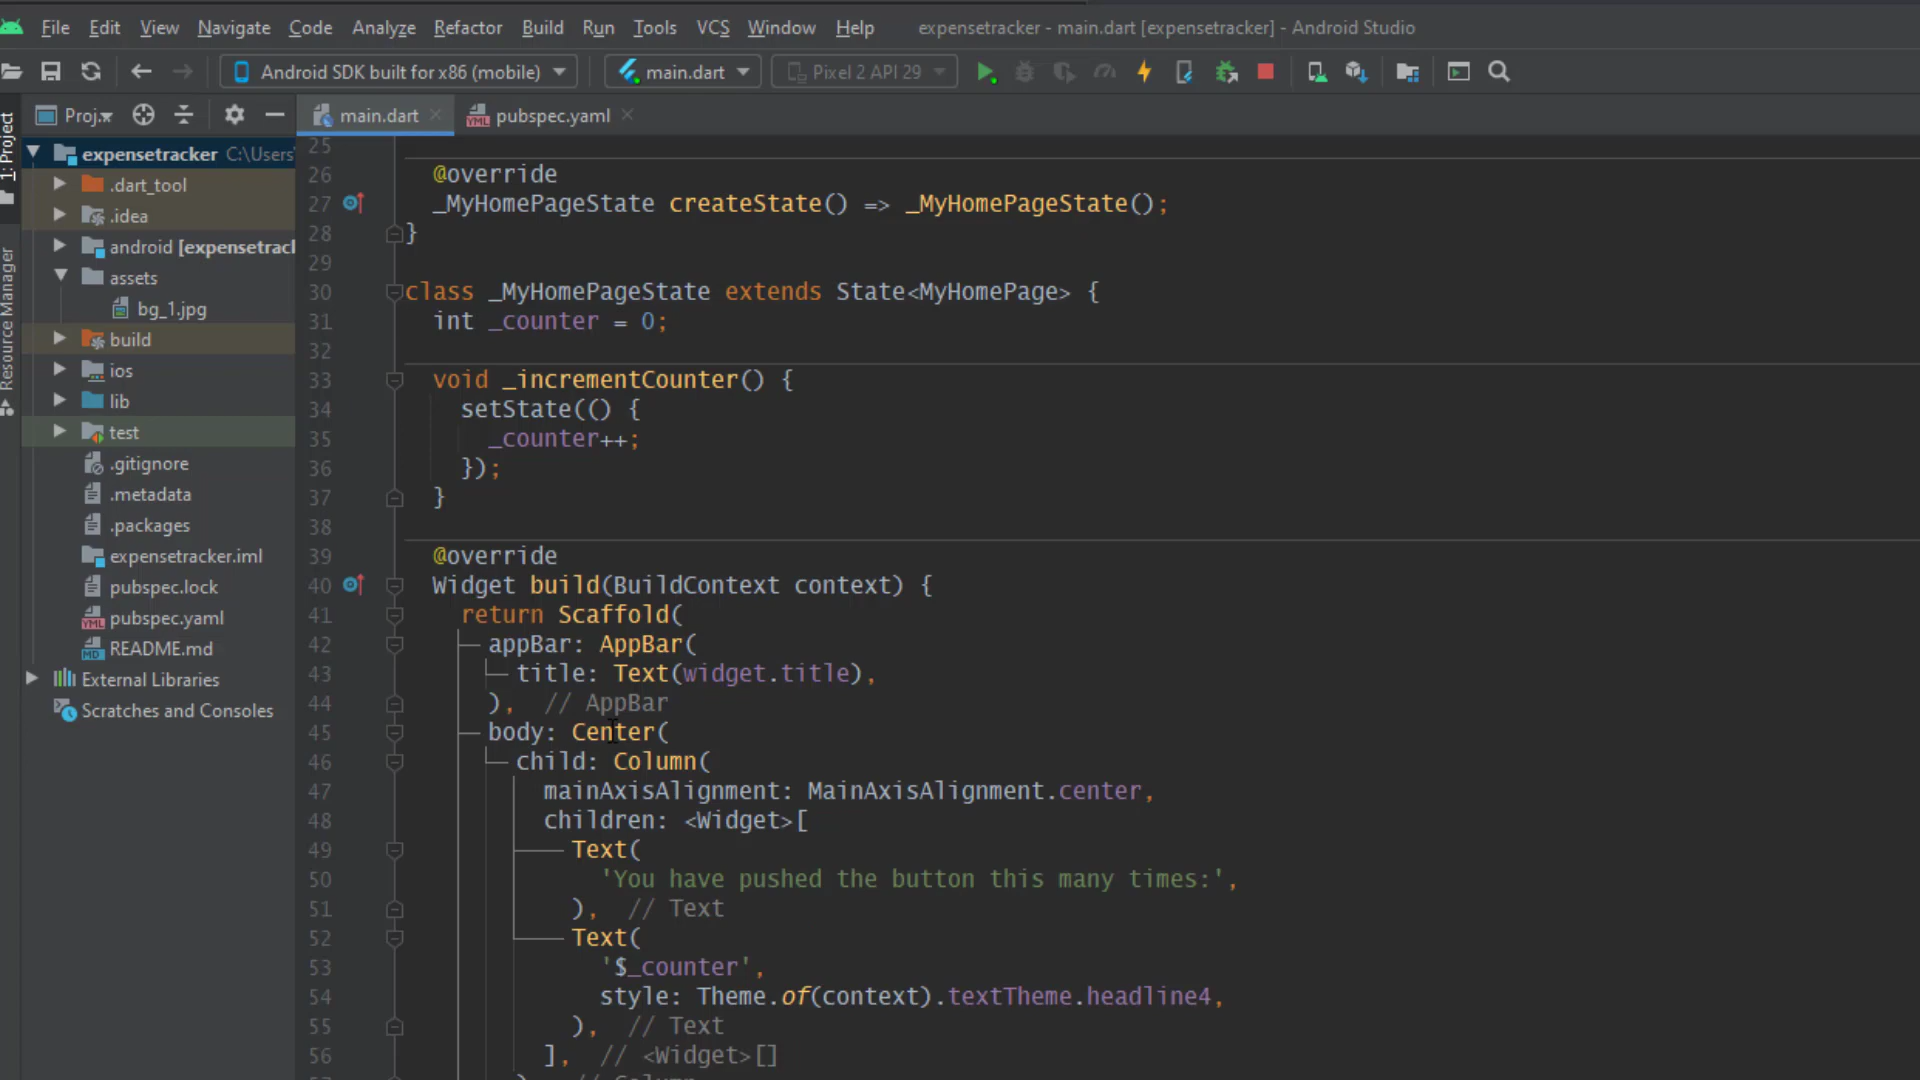 File Edit View Navigate Code Analyze Refactor Build Run Tools VCS Window Help expensetracker - main.dart [expensetracker] - Android Studio
Android SDK built for x86 (mobile) main.dart Pixel 2 API 29
1: Project
Resource Manager
Proj..
main.dart pubspec.yaml
expensetracker C:\Users
.dart_tool
.idea
android [expensetrack
assets
bg_1.jpg
build
ios
lib
test
.gitignore
.metadata
.packages
expensetracker.iml
pubspec.lock
pubspec.yaml
README.md
External Libraries
Scratches and Consoles
25
26 @override
27 _MyHomePageState createState() => _MyHomePageState();
28 }
29
30 class _MyHomePageState extends State<MyHomePage> {
31 int _counter = 0;
32
33 void _incrementCounter() {
34 setState(() {
35 _counter++;
36 });
37 }
38
39 @override
40 Widget build(BuildContext context) {
41 return Scaffold(
42 appBar: AppBar(
43 title: Text(widget.title),
44 ), // AppBar
45 body: Center(
46 child: Column(
47 mainAxisAlignment: MainAxisAlignment.center,
48 children: <Widget>[
49 Text(
50 'You have pushed the button this many times:',
51 ), // Text
52 Text(
53 '$_counter',
54 style: Theme.of(context).textTheme.headline4,
55 ), // Text
56 ], // <Widget>[]